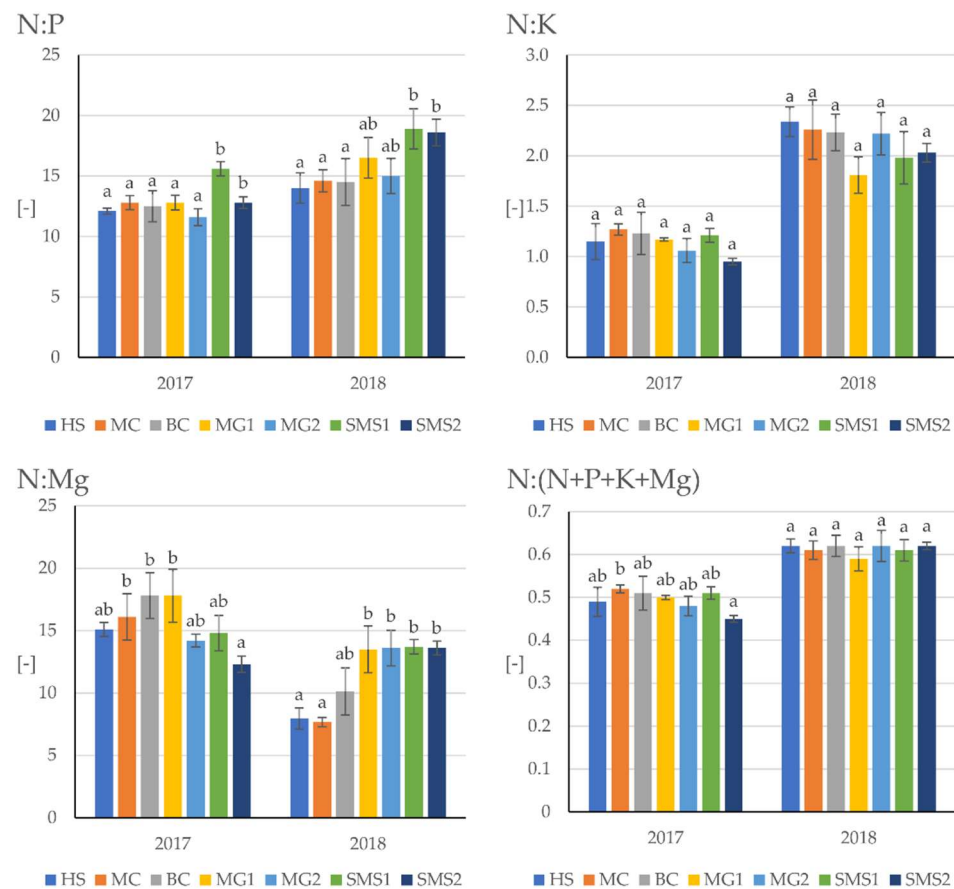 N:P
25
20
15
[-]
10
5
0
a a a a a b b
a a a ab ab b b
2017 2018
HS MC BC MG1 MG2 SMS1 SMS2
N:K
3.0
2.5
2.0
[-]
1.5
1.0
0.5
0.0
a a a a a a a
a a a a a a a
2017 2018
HS MC BC MG1 MG2 SMS1 SMS2
N:Mg
25
20
15
[-]
10
5
0
ab b b b ab ab a
a a ab b b b b
2017 2018
HS MC BC MG1 MG2 SMS1 SMS2
N:(N+P+K+Mg)
0.7
0.6
0.5
0.4
[-]
0.3
0.2
0.1
0
ab b ab ab ab ab a
a a a a a a a
2017 2018
HS MC BC MG1 MG2 SMS1 SMS2